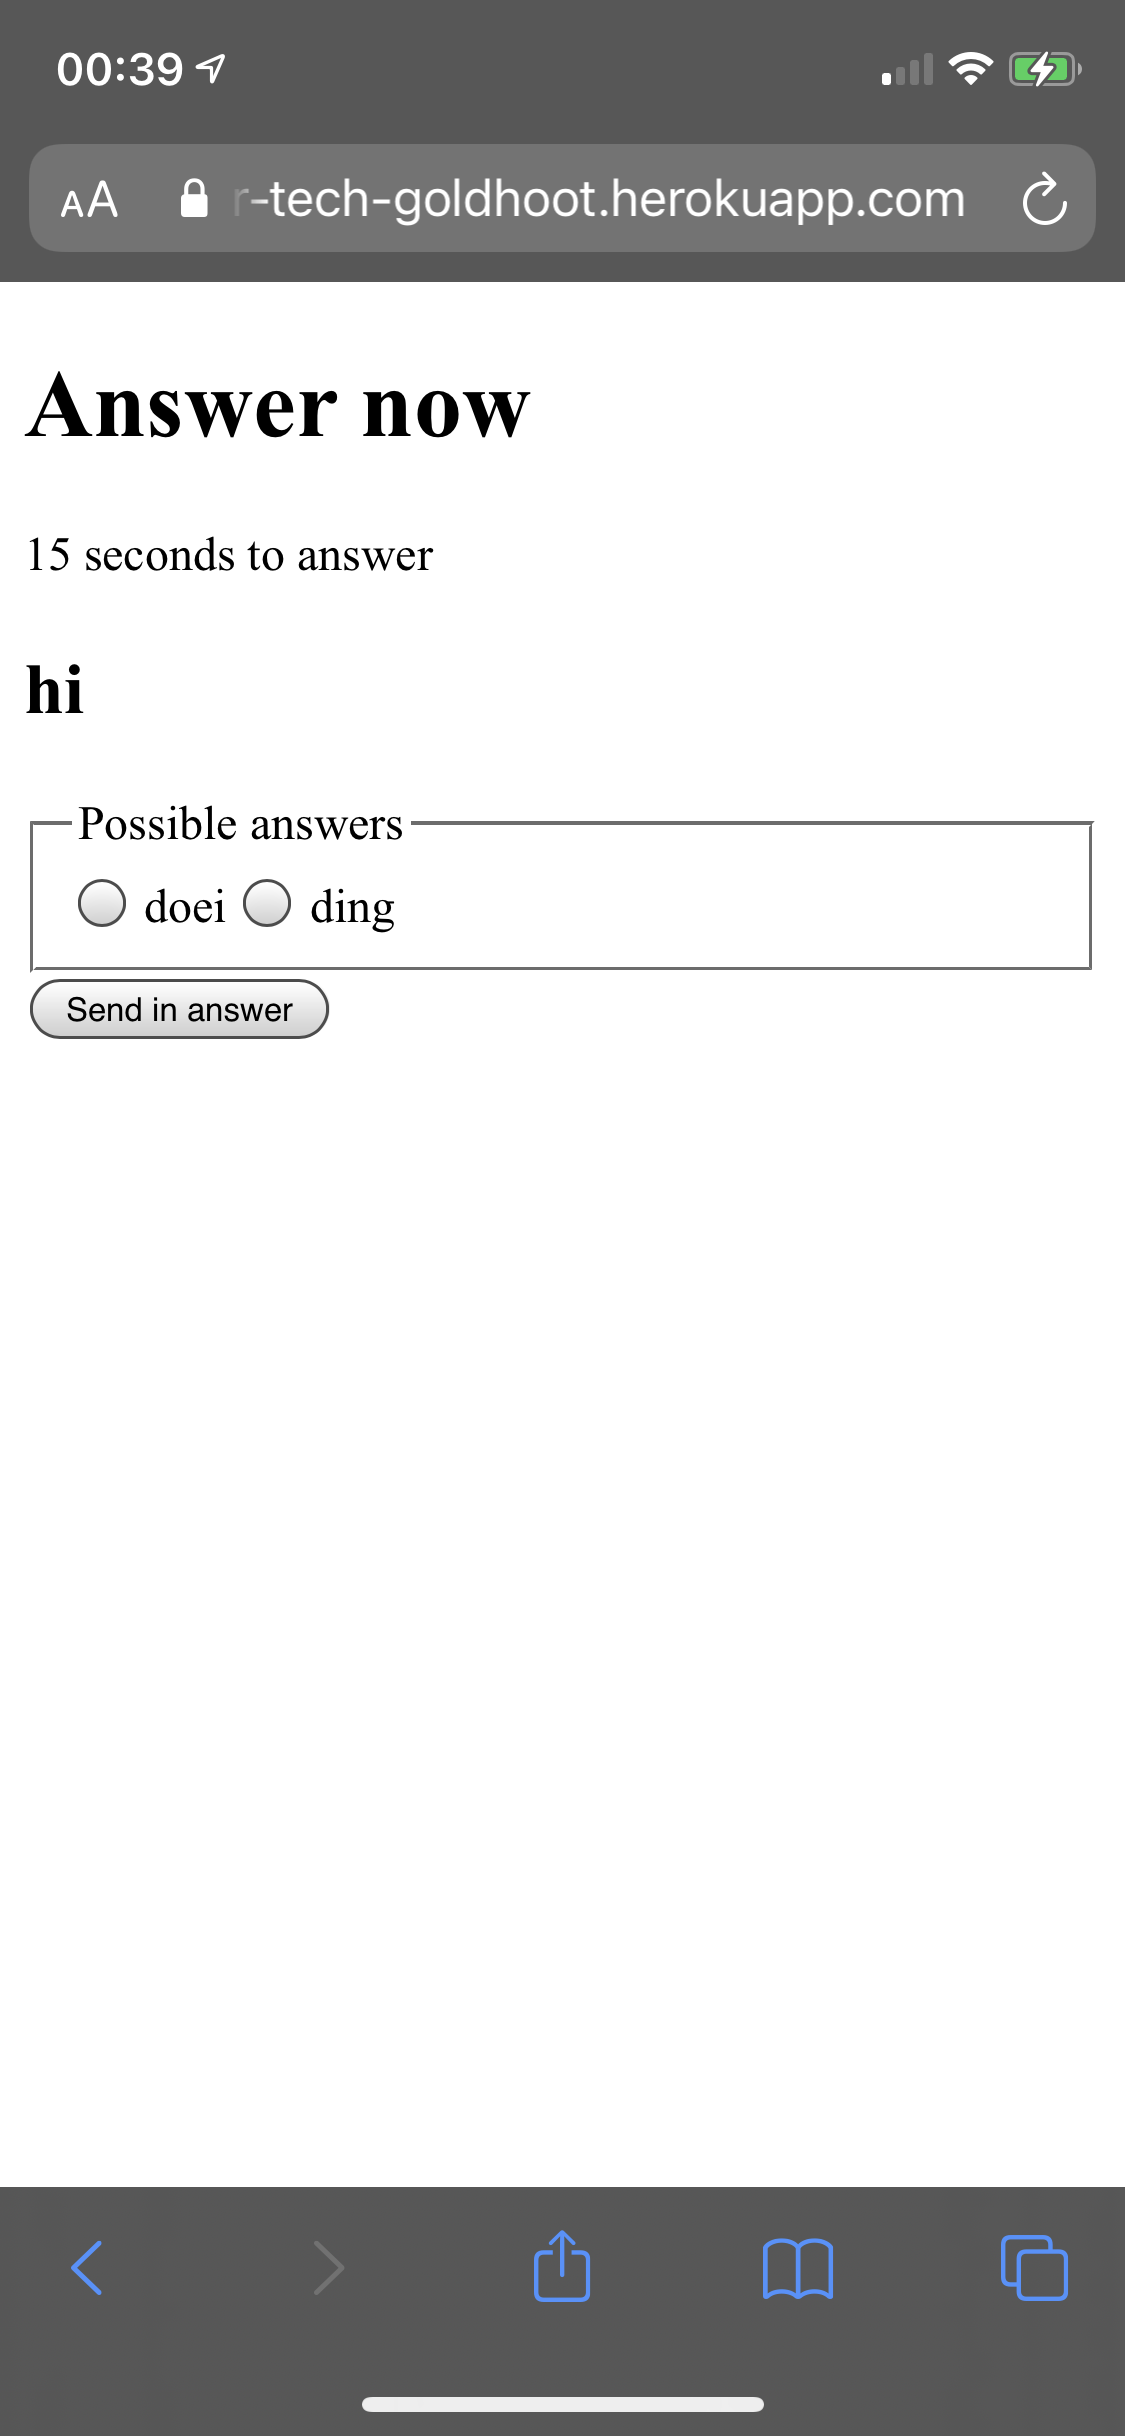 00:39
AA r-tech-goldhoot.herokuapp.com
Answer now
15 seconds to answer
hi
Possible answers
doei ding
Send in answer